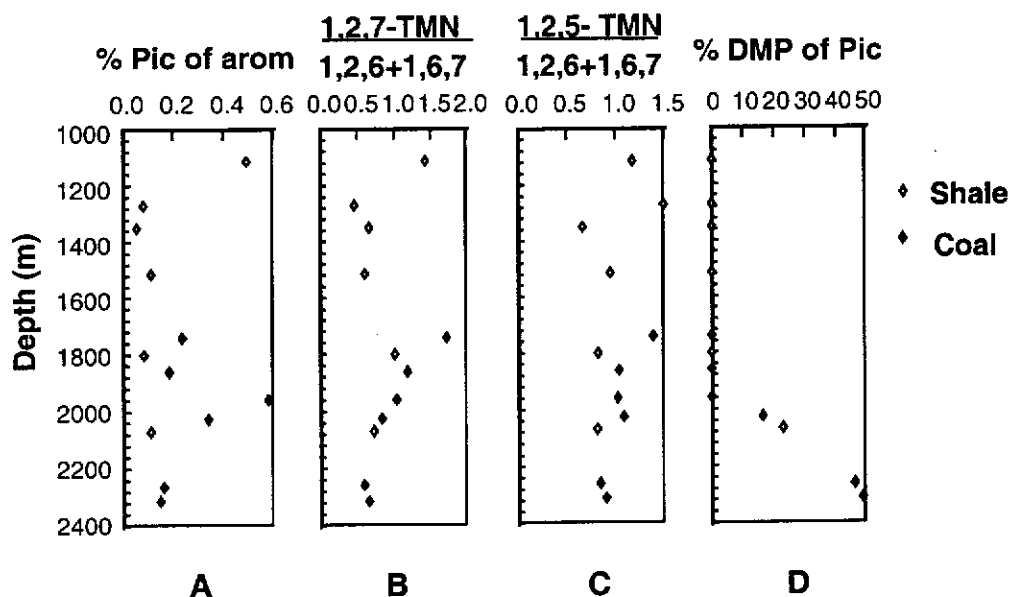 % Pic of arom
1,2,7-TMN
1,2,6+1,6,7
1,2,5- TMN
1,2,6+1,6,7
% DMP of Pic
0.0 0.2 0.4 0.6
0.0 0.5 1.0 1.5 2.0
0.0 0.5 1.0 1.5
0 10 20 30 40 50
Depth (m)
1000
1200
1400
1600
1800
2000
2200
2400
Shale
Coal
A B C D